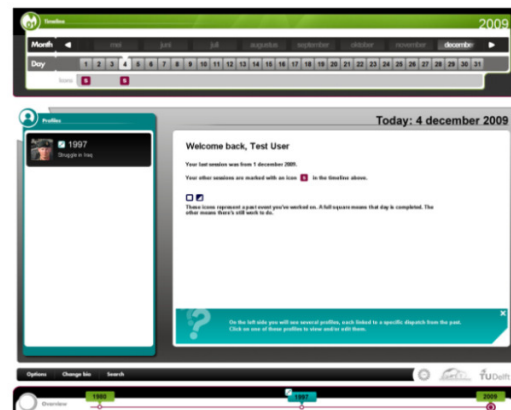 Timeline
2009
Month mei juni juli augustus september oktober november december
Day 1 2 3 4 5 6 7 8 9 10 11 12 13 14 15 16 17 18 19 20 21 22 23 24 25 26 27 28 29 30 31
Icons S S
Profiles
Today: 4 december 2009
1997
Struggle in Iraq
Welcome back, Test User
Your last session was from 1 december 2009.
Your other sessions are marked with an icon S in the timeline above.
These icons represent a past event you've worked on. A full square means that day is completed. The
other means there's still work to do.
?
On the left side you will see several profiles, each linked to a specific dispatch from the past.
Click on one of these profiles to view and/or edit them.
Options Change bio Search
TUDelft
Overview
1980
1997
2009